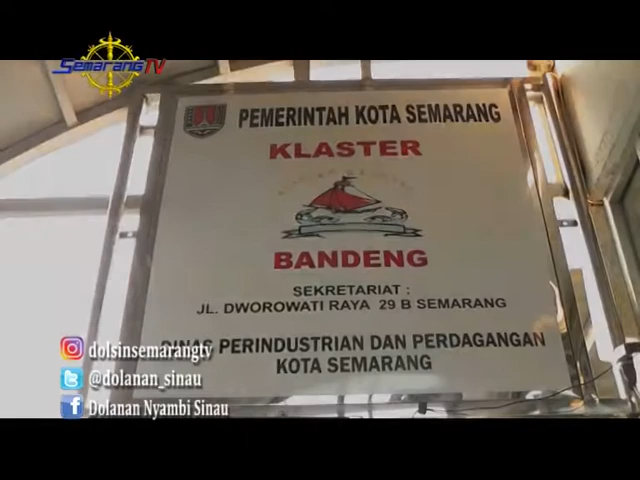 SemarangTV
PEMERINTAH KOTA SEMARANG
KLASTER
BANDENG
SEKRETARIAT :
JL. DWOROWATI RAYA 29 B SEMARANG
DINAS PERINDUSTRIAN DAN PERDAGANGAN
KOTA SEMARANG
dolsinsemarangtv
@dolanan_sinau
Dolanan Nyambi Sinau